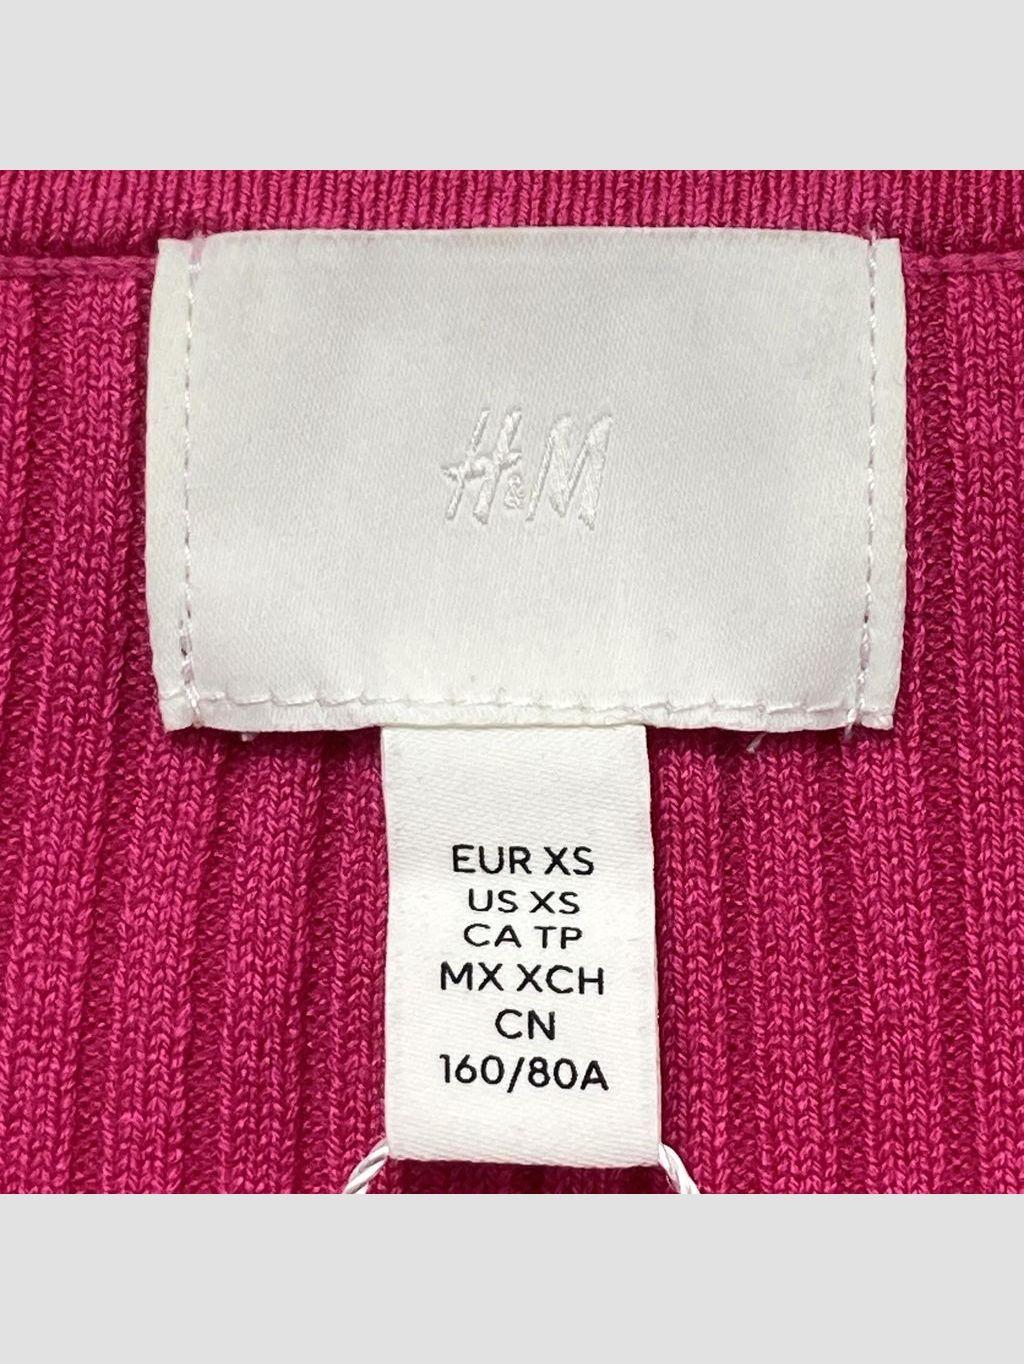 H&M
EUR XS
US XS
CA TP
MX XCH
CN
160/80A